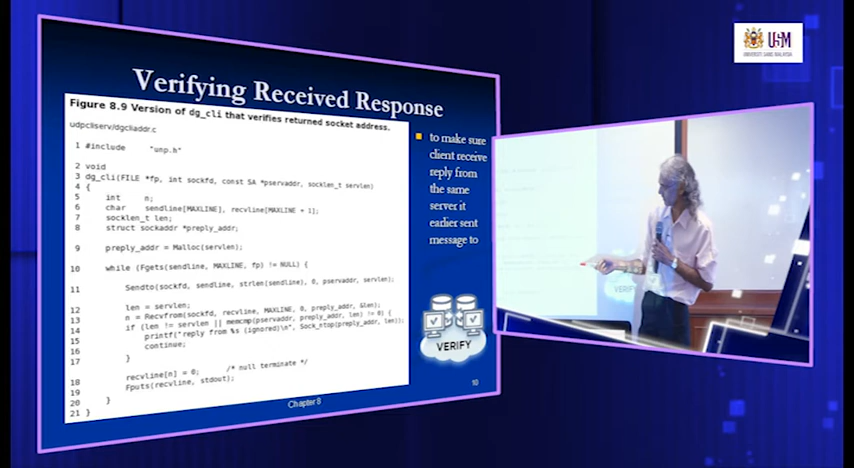 USM
UNIVERSITI SAINS MALAYSIA
Verifying Received Response
Figure 8.9 Version of dg_cli that verifies returned socket address.
udpcliserv/dgcliaddr.c
1 #include "unp.h"
2 void
3 dg_cli(FILE *fp, int sockfd, const SA *pservaddr, socklen_t servlen)
4 {
5 int n;
6 char sendline[MAXLINE], recvline[MAXLINE + 1];
7 socklen_t len;
8 struct sockaddr *preply_addr;
9 preply_addr = Malloc(servlen);
10 while (Fgets(sendline, MAXLINE, fp) != NULL) {
11 Sendto(sockfd, sendline, strlen(sendline), 0, pservaddr, servlen);
12 len = servlen;
13 n = Recvfrom(sockfd, recvline, MAXLINE, 0, preply_addr, &len);
14 if (len != servlen || memcmp(pservaddr, preply_addr, len) != 0) {
15 printf("reply from %s (ignored)\n", Sock_ntop(preply_addr, len));
16 continue;
17 }
18 recvline[n] = 0; /* null terminate */
19 Fputs(recvline, stdout);
20 }
21 }
to make sure
client receive
reply from
the same
server it
earlier sent
message to
VERIFY
10
Chapter 8